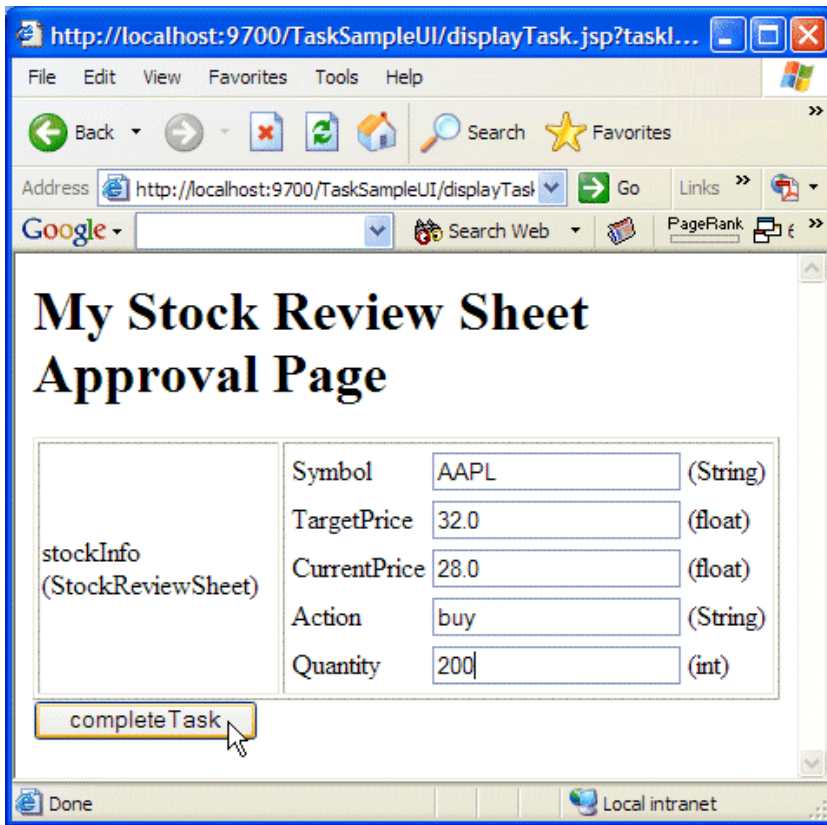 http://localhost:9700/TaskSampleUI/displayTask.jsp?taskI...
File Edit View Favorites Tools Help
Back Search Favorites »
Address http://localhost:9700/TaskSampleUI/displayTask Go Links »
Google Search Web PageRank »
My Stock Review Sheet
Approval Page
stockInfo
(StockReviewSheet)
Symbol AAPL (String)
TargetPrice 32.0 (float)
CurrentPrice 28.0 (float)
Action buy (String)
Quantity 200 (int)
completeTask
Done Local intranet